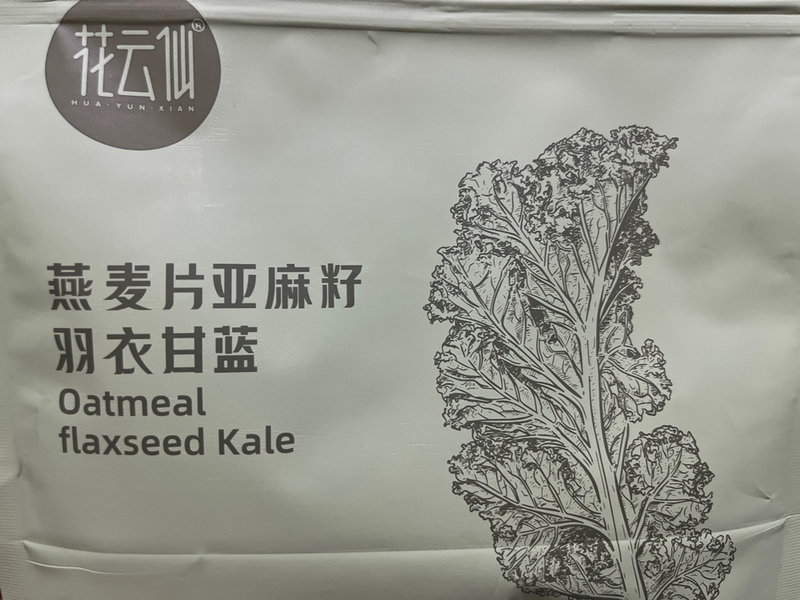 花云仙®
HUA·YUN·XIAN
燕麦片亚麻籽
羽衣甘蓝
Oatmeal
flaxseed Kale